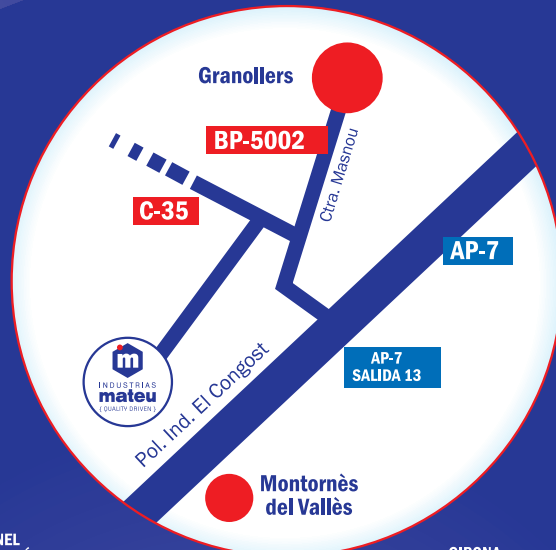 Granollers
BP-5002
Ctra. Masnou
C-35
AP-7
m
INDUSTRIAS
mateu
{ QUALITY DRIVEN }
Pol. Ind. El Congost
AP-7
SALIDA 13
Montornès
del Vallès